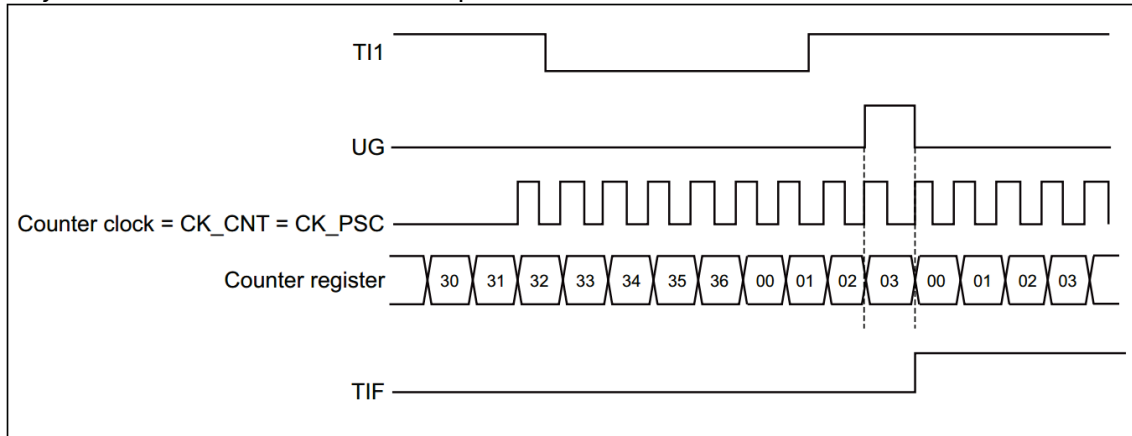 TI1
UG
Counter clock = CK_CNT = CK_PSC
Counter register 30 31 32 33 34 35 36 00 01 02 03 00 01 02 03
TIF